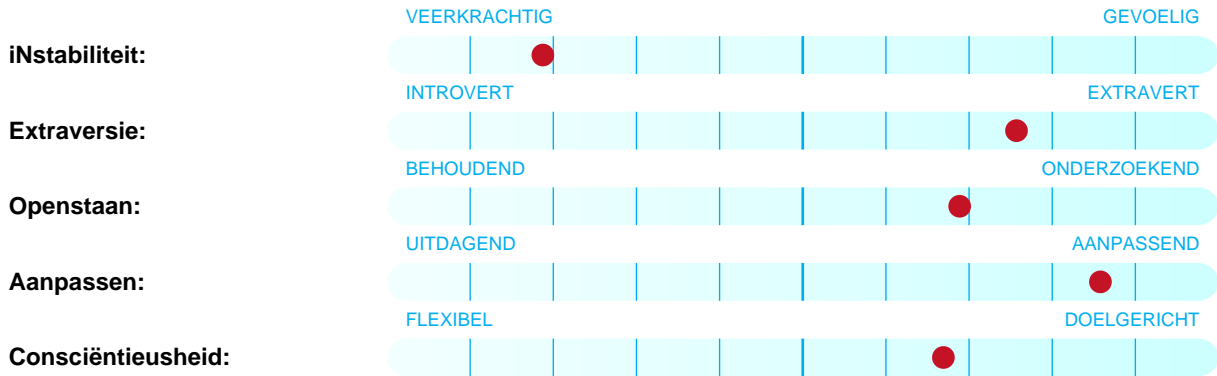 VEERKRACHTIG GEVOELIG
iNstabiliteit:
INTROVERT EXTRAVERT
Extraversie:
BEHOUDEND ONDERZOEKEND
Openstaan:
UITDAGEND AANPASSEND
Aanpassen:
FLEXIBEL DOELGERICHT
Consciëntieusheid: